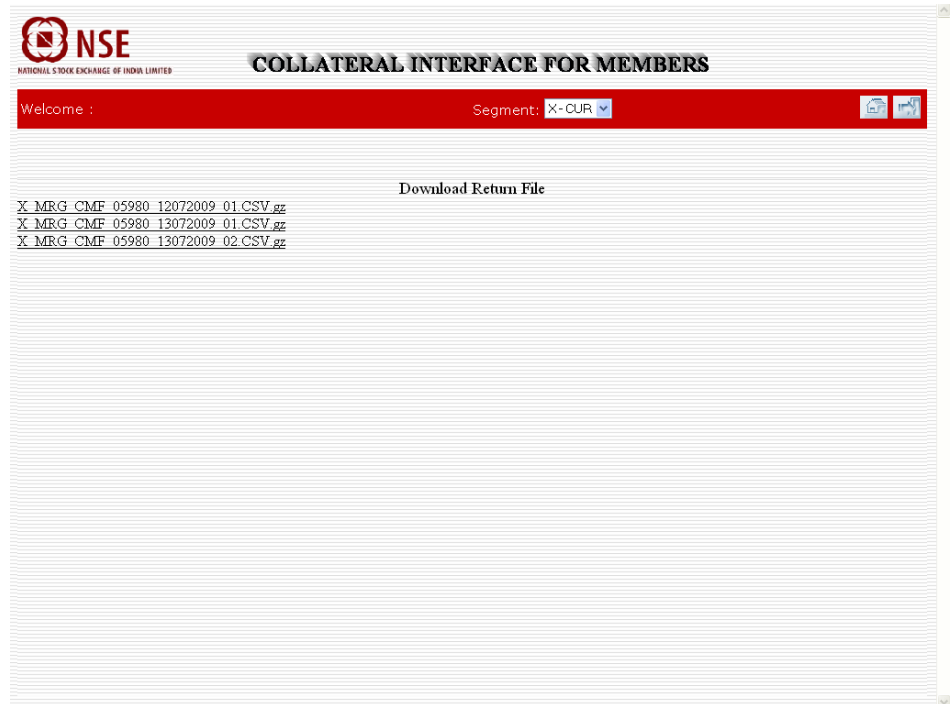 NSE
NATIONAL STOCK EXCHANGE OF INDIA LIMITED
COLLATERAL INTERFACE FOR MEMBERS
Welcome :
Segment: X-CUR
Download Return File
X_MRG_CMF_05980_12072009_01.CSV.gz
X_MRG_CMF_05980_13072009_01.CSV.gz
X_MRG_CMF_05980_13072009_02.CSV.gz